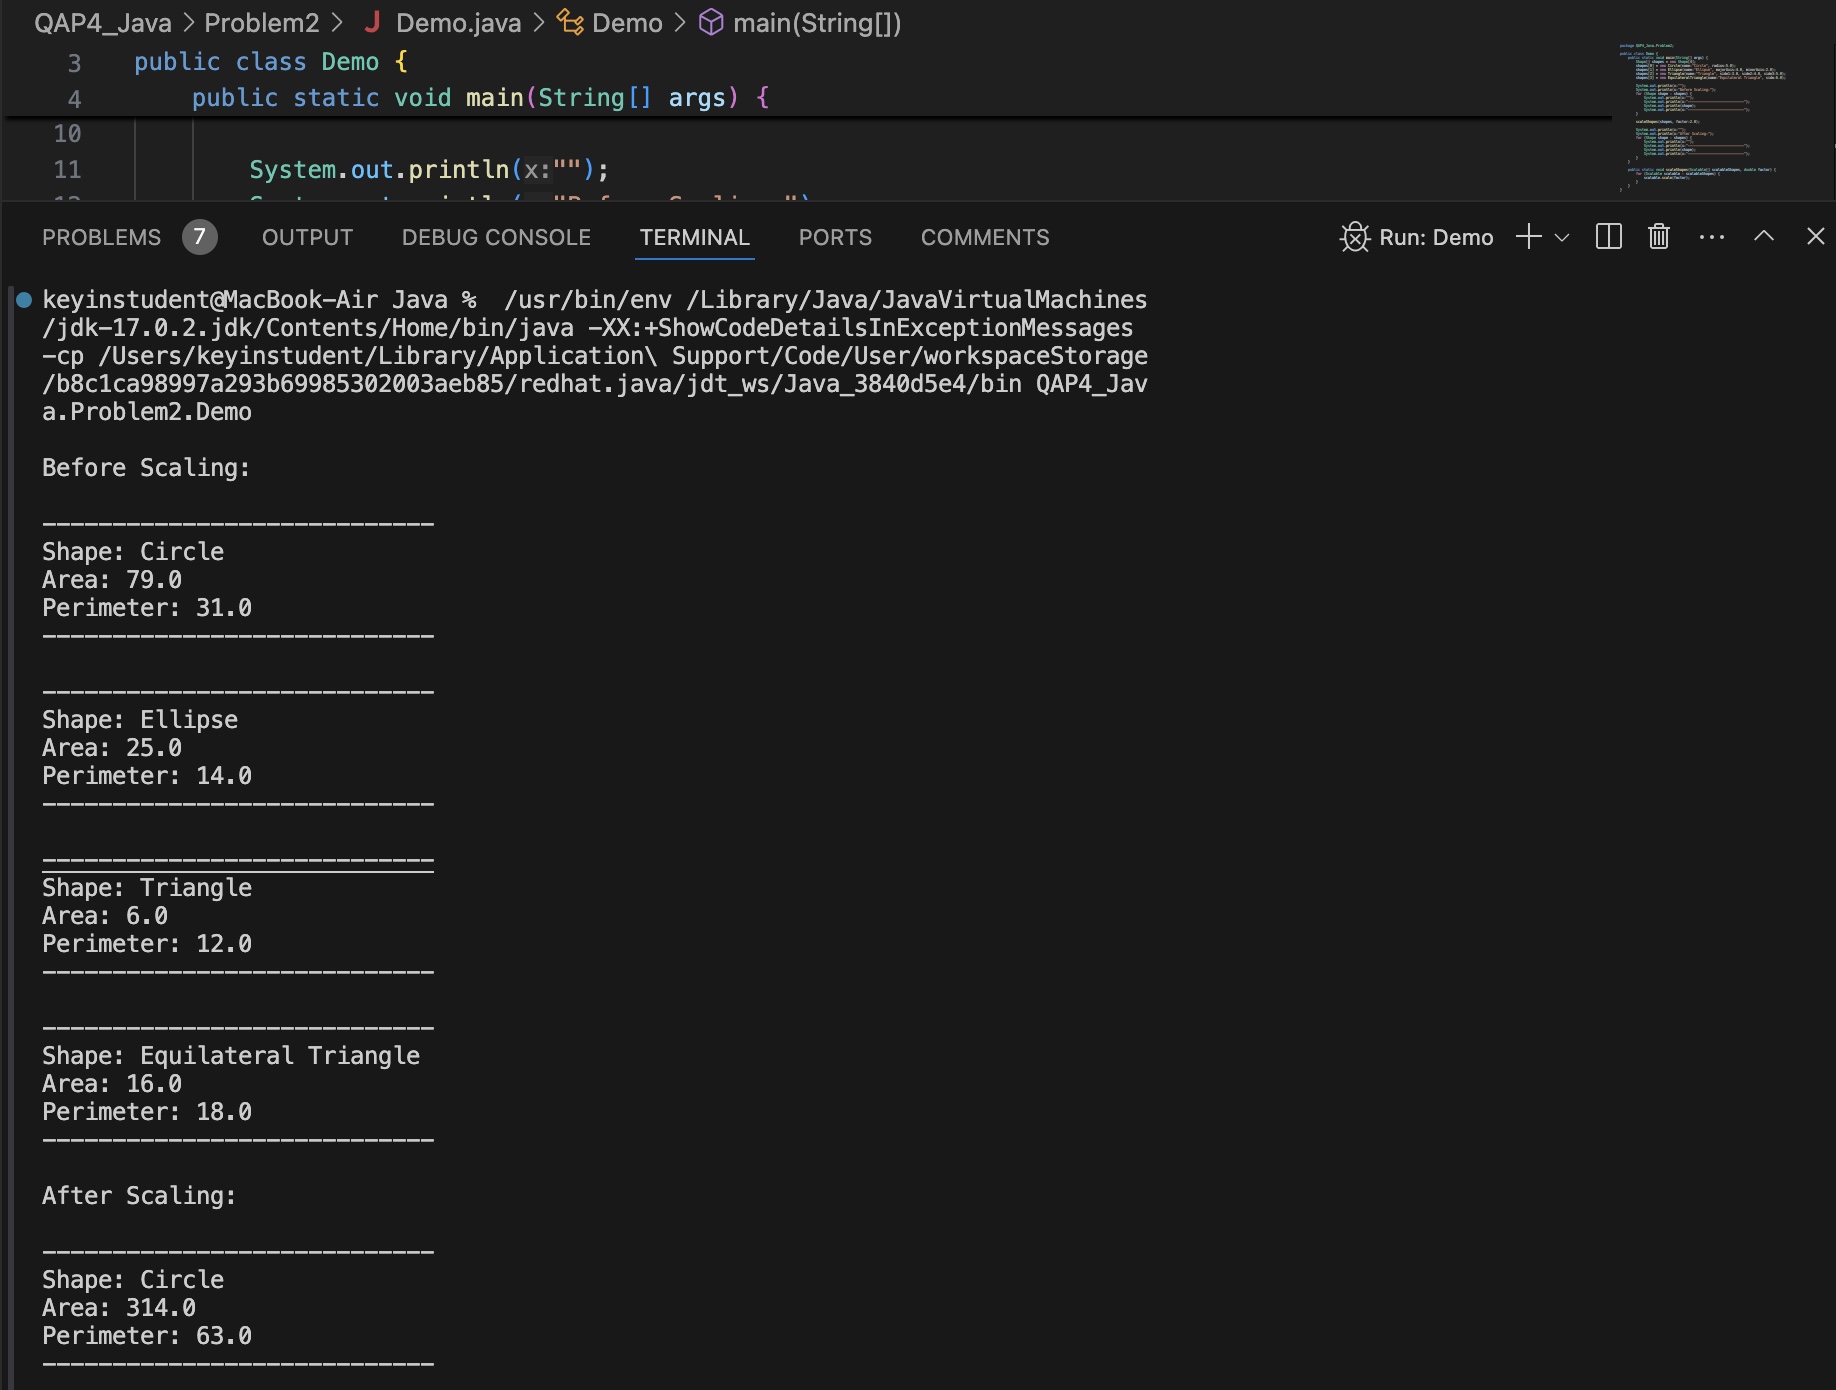 QAP4_Java > Problem2 > J Demo.java > Demo > main(String[])
3 public class Demo {
4 public static void main(String[] args) {
10
11 System.out.println(x:"");
PROBLEMS 7 OUTPUT DEBUG CONSOLE TERMINAL PORTS COMMENTS Run: Demo
keyinstudent@MacBook-Air Java % /usr/bin/env /Library/Java/JavaVirtualMachines
/jdk-17.0.2.jdk/Contents/Home/bin/java -XX:+ShowCodeDetailsInExceptionMessages
-cp /Users/keyinstudent/Library/Application\ Support/Code/User/workspaceStorage
/b8c1ca98997a293b69985302003aeb85/redhat.java/jdt_ws/Java_3840d5e4/bin QAP4_Jav
a.Problem2.Demo
Before Scaling:
----------------------------
Shape: Circle
Area: 79.0
Perimeter: 31.0
----------------------------
----------------------------
Shape: Ellipse
Area: 25.0
Perimeter: 14.0
----------------------------
----------------------------
Shape: Triangle
Area: 6.0
Perimeter: 12.0
----------------------------
----------------------------
Shape: Equilateral Triangle
Area: 16.0
Perimeter: 18.0
----------------------------
After Scaling:
----------------------------
Shape: Circle
Area: 314.0
Perimeter: 63.0
----------------------------